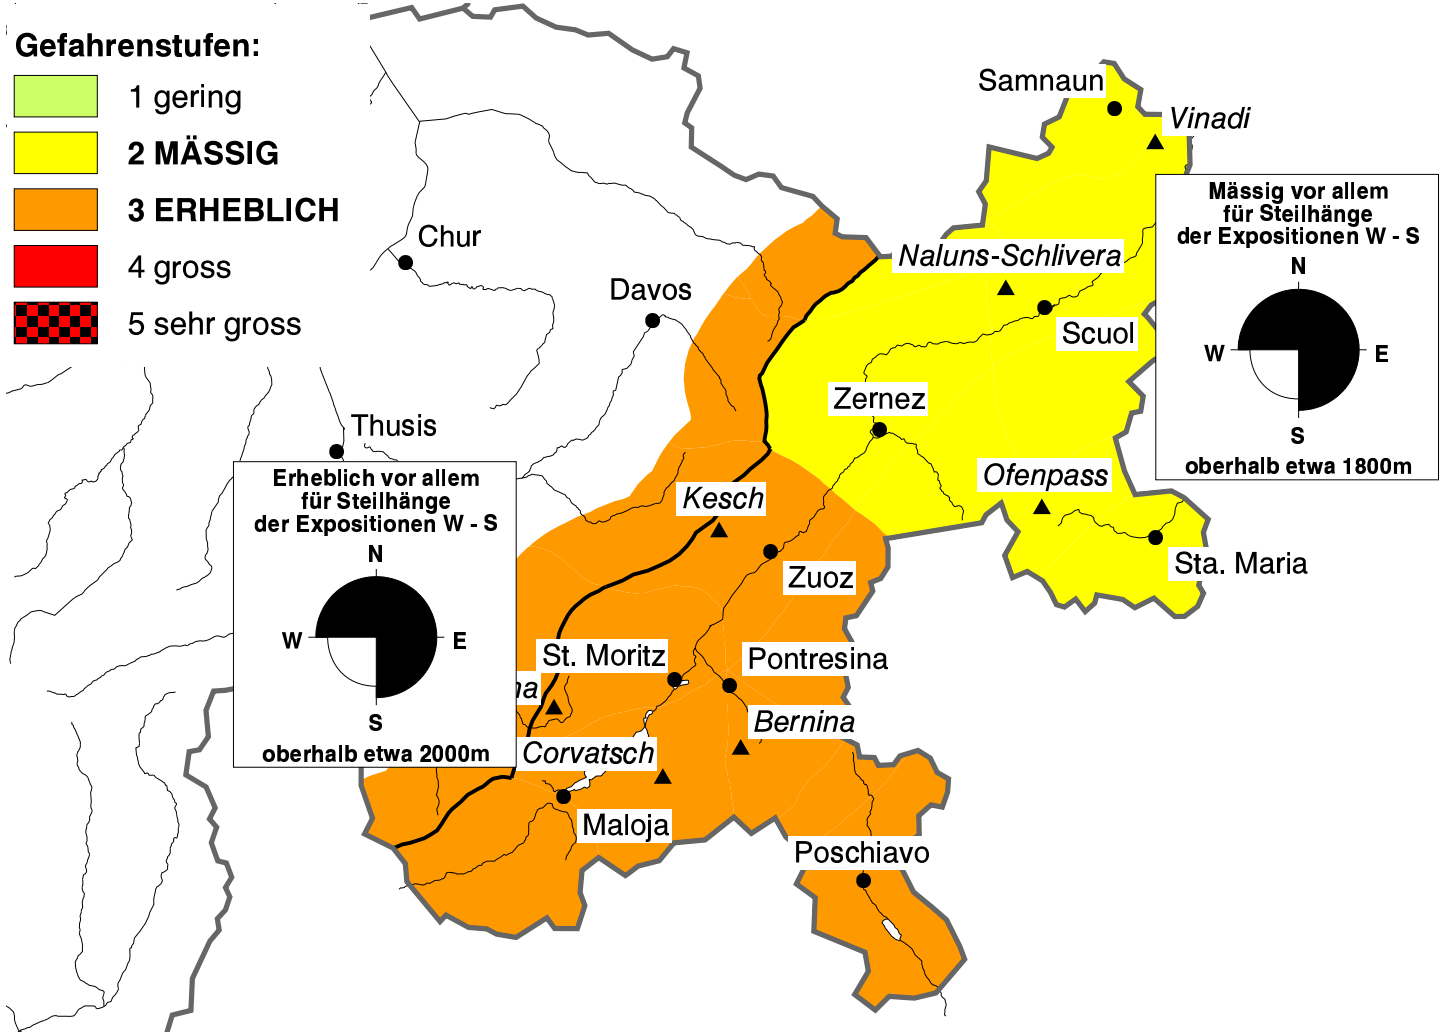 Gefahrenstufen:
1 gering
2 MÄSSIG
3 ERHEBLICH
4 gross
5 sehr gross
Samnaun
Vinadi
Mässig vor allem
für Steilhänge
der Expositionen W - S
N
W
E
S
oberhalb etwa 1800m
Chur
Naluns-Schlivera
Davos
Scuol
Zernez
Thusis
Ofenpass
Kesch
Erheblich vor allem
für Steilhänge
der Expositionen W - S
N
W
E
S
oberhalb etwa 2000m
Zuoz
Sta. Maria
St. Moritz
Pontresina
na
Bernina
Corvatsch
Maloja
Poschiavo